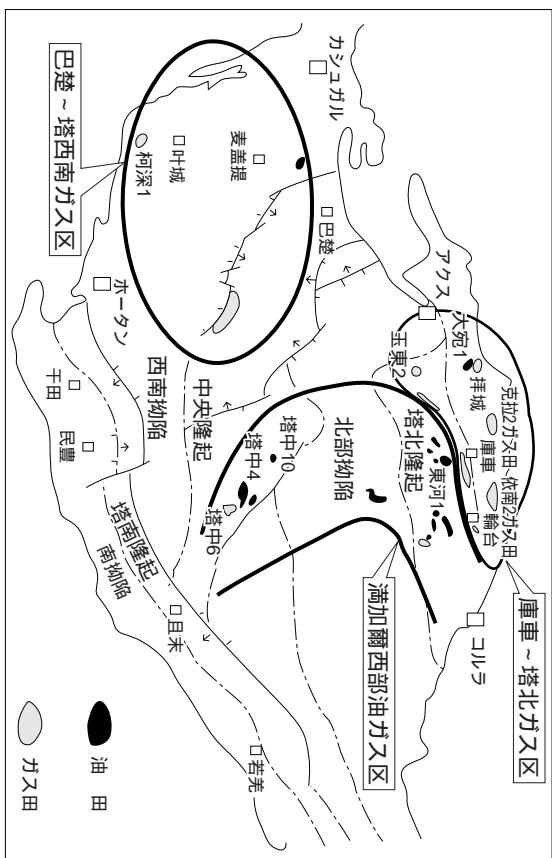 庫車～塔北ガス区
克拉2ガス田・依南2ガス田
大宛1
拝城
庫車
輪台
アクス
玉東2
コルラ
塔北隆起
東河1
満加爾西部油ガス区
カシュガル
巴楚
北部拗陥
麦盖提
塔中10
塔中4
塔中6
中央隆起
叶城
柯深1
西南拗陥
ホータン
巴楚～塔西南ガス区
塔南隆起
南拗陥
干田
民豊
且末
若羌
油 田
ガス田